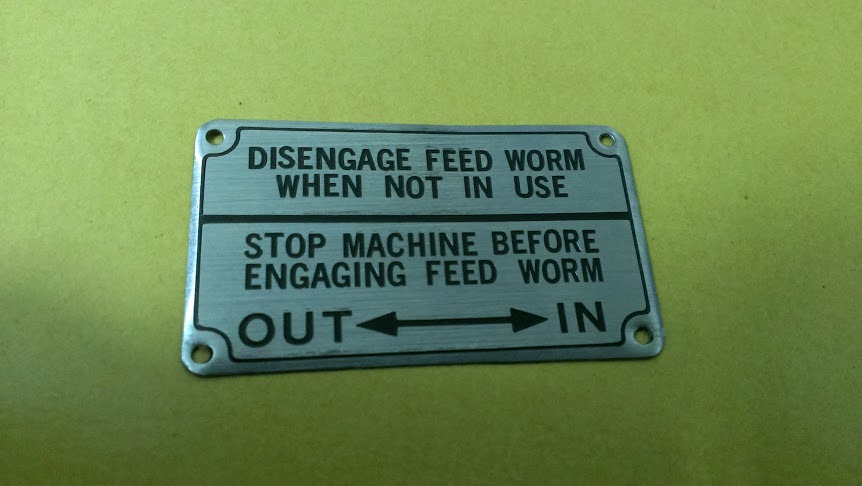 DISENGAGE FEED WORM
WHEN NOT IN USE
STOP MACHINE BEFORE
ENGAGING FEED WORM
OUT IN